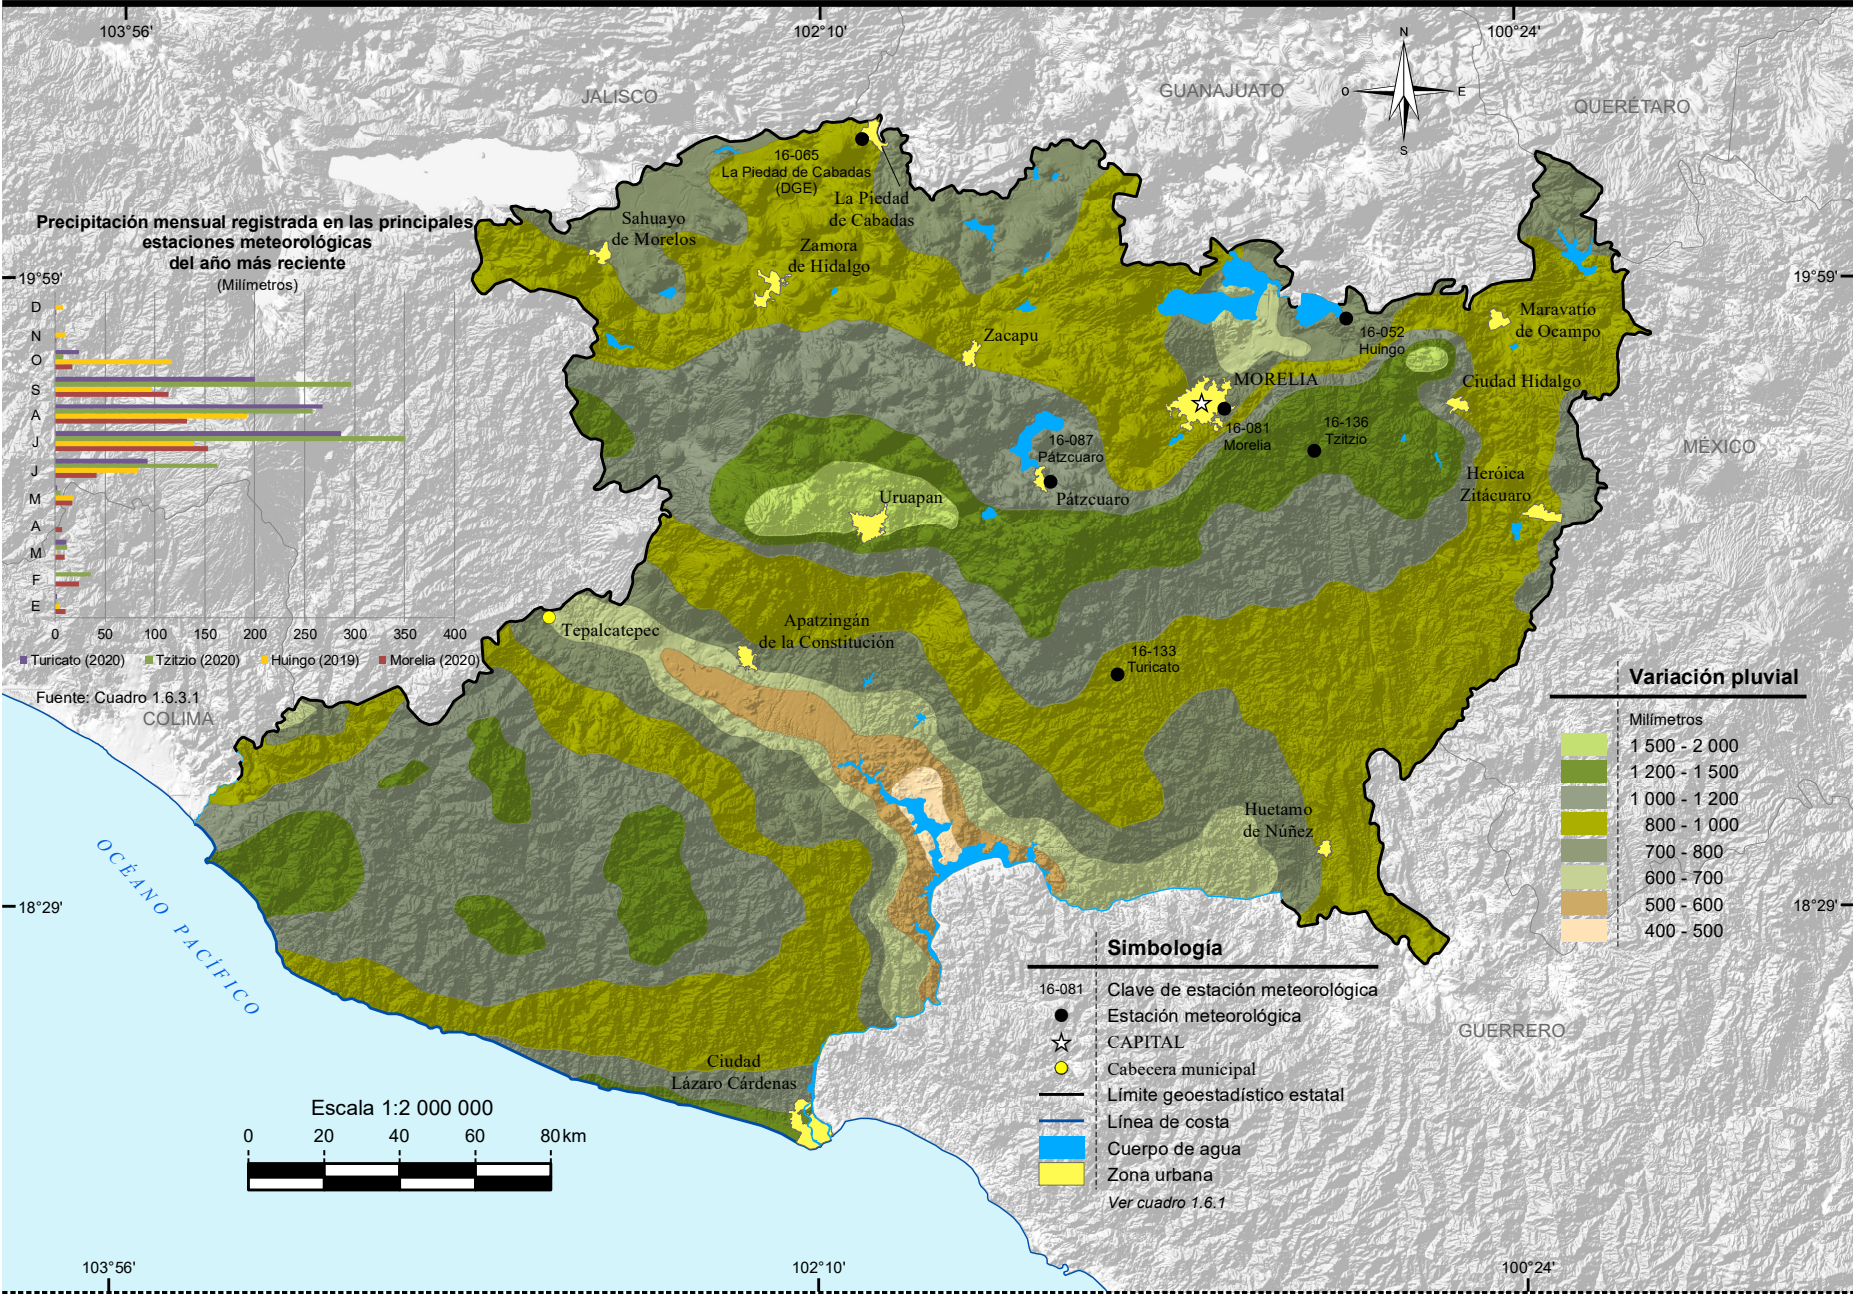 103°56'
102°10'
100°24'
N
O
E
S
JALISCO
GUANAJUATO
QUERÉTARO
16-065
La Piedad de Cabadas
(DGE)
La Piedad
de Cabadas
Sahuayo
de Morelos
Zamora
de Hidalgo
Precipitación mensual registrada en las principales
estaciones meteorológicas
del año más reciente
(Milímetros)
19°59'
19°59'
D
N
O
S
A
J
J
M
A
M
F
E
0 50 100 150 200 250 300 350 400
Turicato (2020) Tzitzio (2020) Huingo (2019) Morelia (2020)
Fuente: Cuadro 1.6.3.1
COLIMA
Zacapu
16-052
Huingo
Maravatío
de Ocampo
MORELIA
Ciudad Hidalgo
16-081
Morelia
16-136
Tzitzio
16-087
Pátzcuaro
Pátzcuaro
Uruapan
Heróica
Zitácuaro
MÉXICO
Tepalcatepec
Apatzingán
de la Constitución
16-133
Turicato
Huetamo
de Núñez
Variación pluvial
Milímetros
1 500 - 2 000
1 200 - 1 500
1 000 - 1 200
800 - 1 000
700 - 800
600 - 700
500 - 600
400 - 500
OCÉANO PACÍFICO
18°29'
18°29'
Simbología
16-081 Clave de estación meteorológica
Estación meteorológica
CAPITAL
Cabecera municipal
Límite geoestadístico estatal
Línea de costa
Cuerpo de agua
Zona urbana
Ver cuadro 1.6.1
GUERRERO
Ciudad
Lázaro Cárdenas
Escala 1:2 000 000
0 20 40 60 80 km
103°56'
102°10'
100°24'